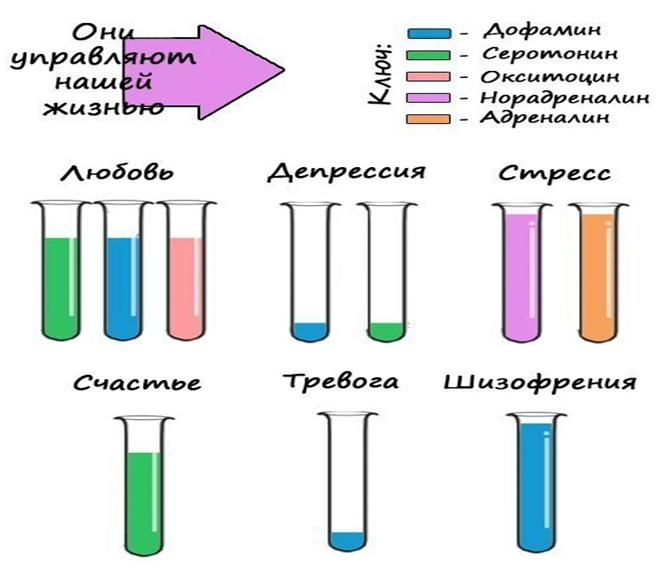 Они
управляют
нашей
жизнью
Ключ:
- Дофамин
- Серотонин
- Окситоцин
- Норадреналин
- Адреналин
Любовь
Депрессия
Стресс
Счастье
Тревога
Шизофрения